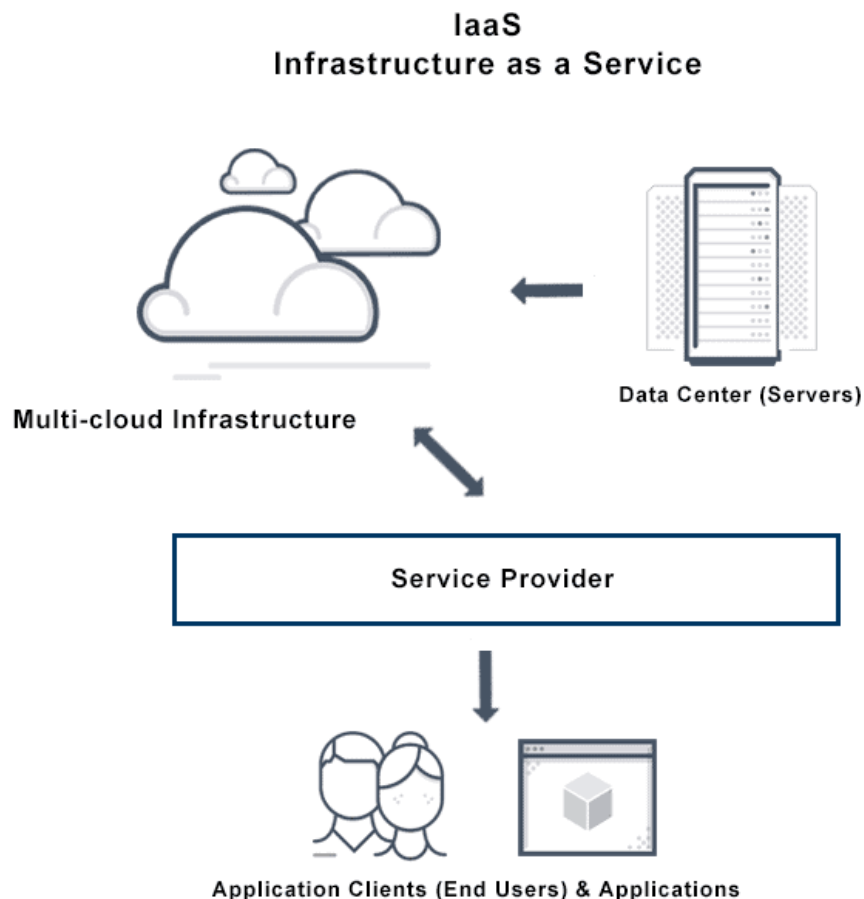 IaaS
Infrastructure as a Service
Data Center (Servers)
Multi-cloud Infrastructure
Service Provider
Application Clients (End Users) & Applications